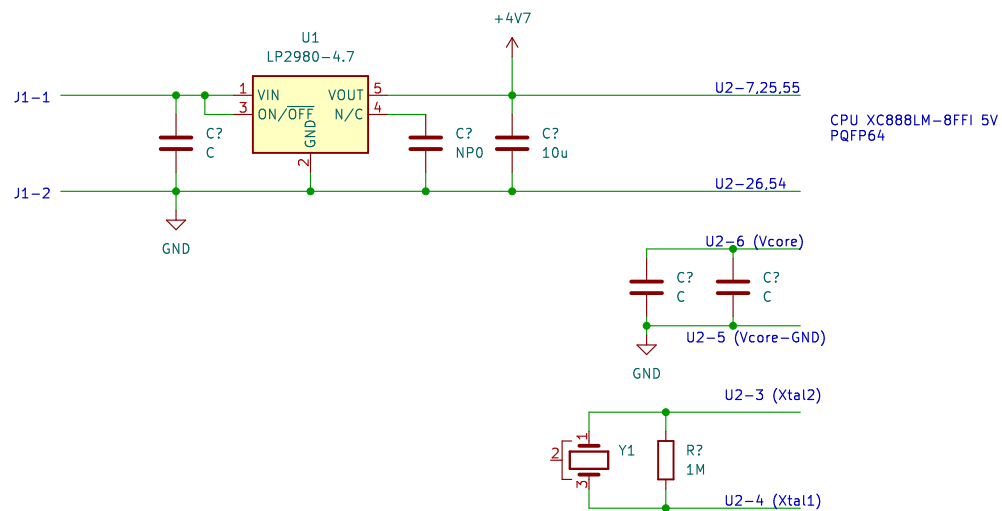 +4V7
U1
LP2980-4.7
J1-1
1
VIN
VOUT
5
U2-7,25,55
3
ON/OFF
N/C
4
GND
2
C?
C
C?
NP0
C?
10u
CPU XC888LM-8FFI 5V
PQFP64
J1-2
U2-26,54
GND
U2-6 (Vcore)
C?
C
C?
C
U2-5 (Vcore-GND)
GND
U2-3 (Xtal2)
1
2
3
Y1
R?
1M
U2-4 (Xtal1)